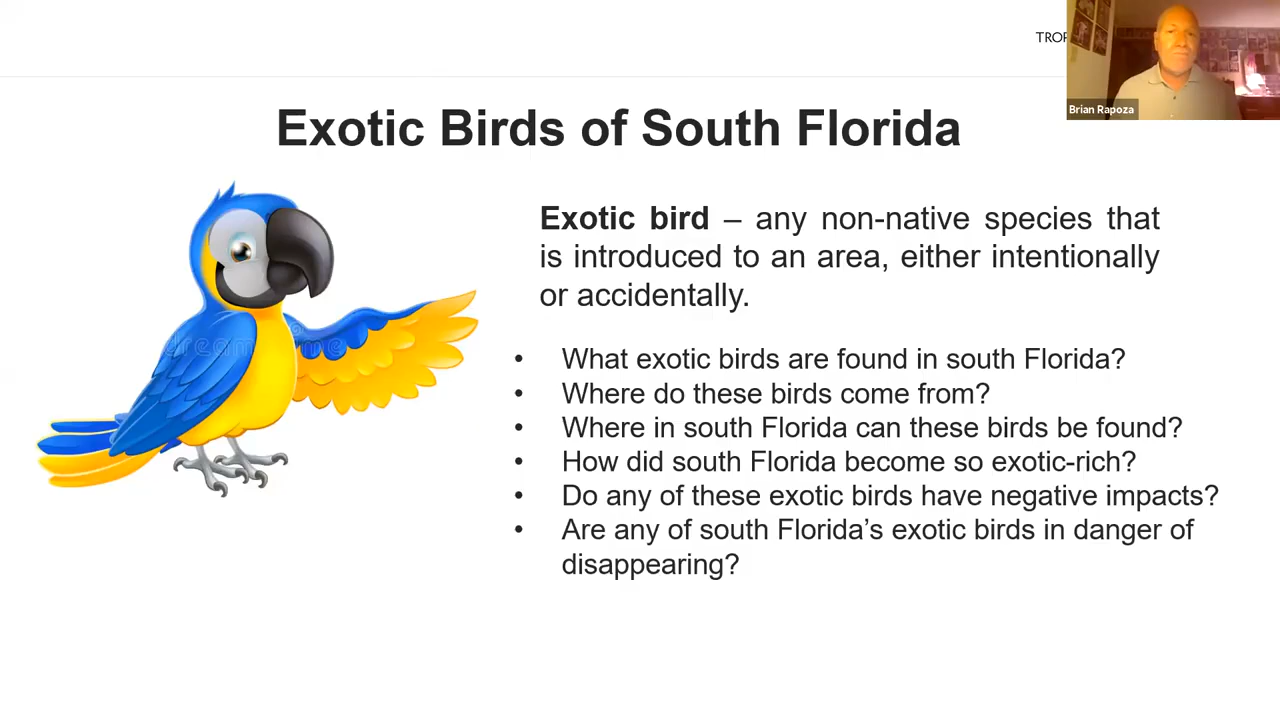 TROP
Brian Rapoza
Exotic Birds of South Florida
Exotic bird – any non-native species that
is introduced to an area, either intentionally
or accidentally.
• What exotic birds are found in south Florida?
• Where do these birds come from?
• Where in south Florida can these birds be found?
• How did south Florida become so exotic-rich?
• Do any of these exotic birds have negative impacts?
• Are any of south Florida’s exotic birds in danger of
disappearing?